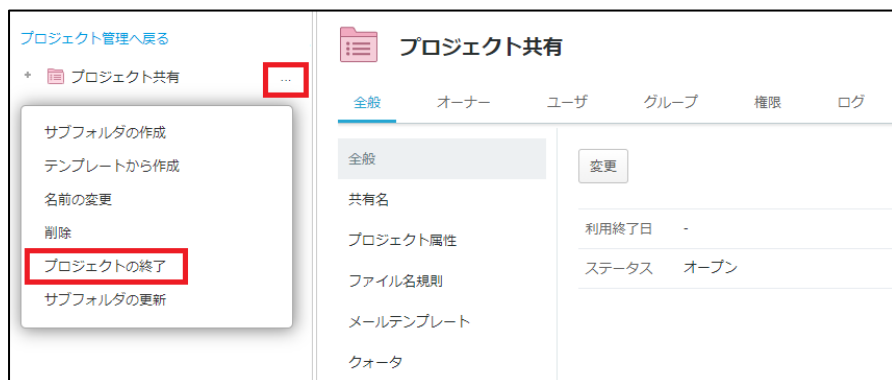 プロジェクト管理へ戻る
プロジェクト共有
...
サブフォルダの作成
テンプレートから作成
名前の変更
削除
プロジェクトの終了
サブフォルダの更新
プロジェクト共有
全般 オーナー ユーザ グループ 権限 ログ
全般
共有名
プロジェクト属性
ファイル名規則
メールテンプレート
クォータ
変更
利用終了日 -
ステータス オープン